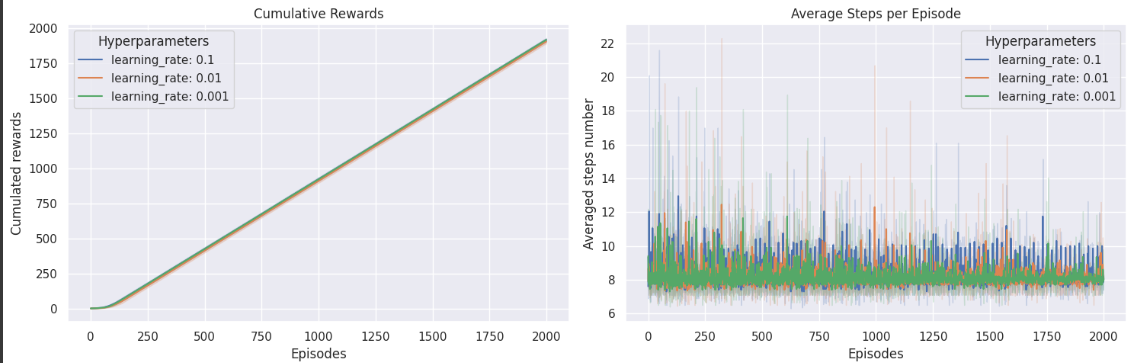 Cumulative Rewards
Cumulated rewards
2000
1750
1500
1250
1000
750
500
250
0
Hyperparameters
learning_rate: 0.1
learning_rate: 0.01
learning_rate: 0.001
0 250 500 750 1000 1250 1500 1750 2000
Episodes
Average Steps per Episode
Averaged steps number
22
20
18
16
14
12
10
8
6
Hyperparameters
learning_rate: 0.1
learning_rate: 0.01
learning_rate: 0.001
0 250 500 750 1000 1250 1500 1750 2000
Episodes